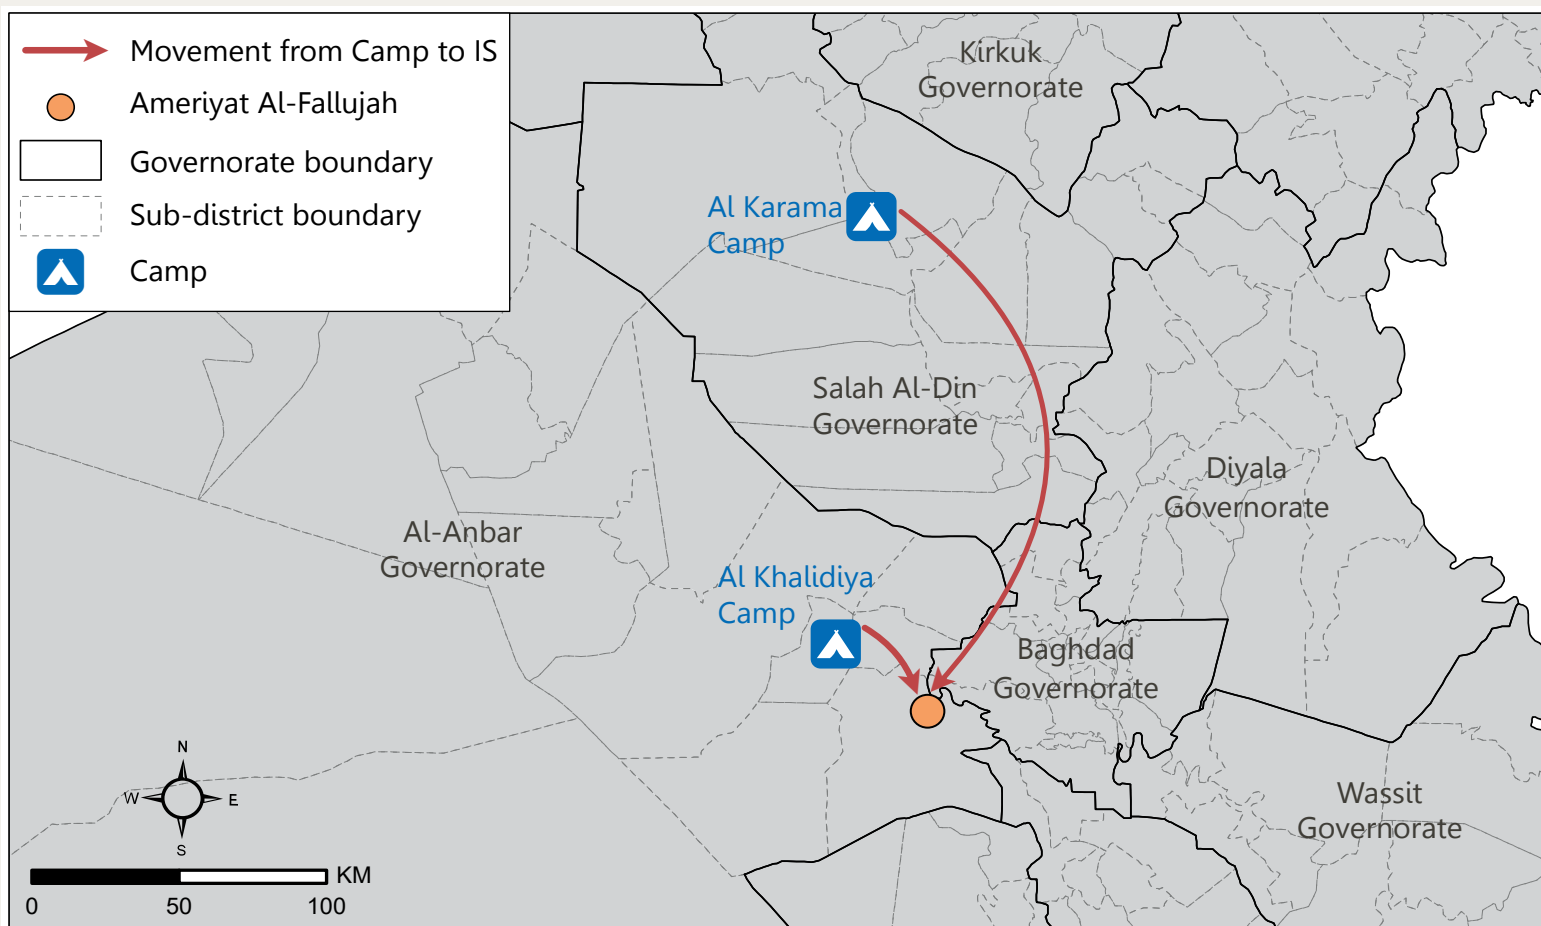 Movement from Camp to IS
Ameriyat Al-Fallujah
Governorate boundary
Sub-district boundary
Camp
Kirkuk
Governorate
Al Karama
Camp
Salah Al-Din
Governorate
Diyala
Governorate
Al-Anbar
Governorate
Al Khalidiya
Camp
Baghdad
Governorate
Wassit
Governorate
N
W
E
S
KM
0
50
100